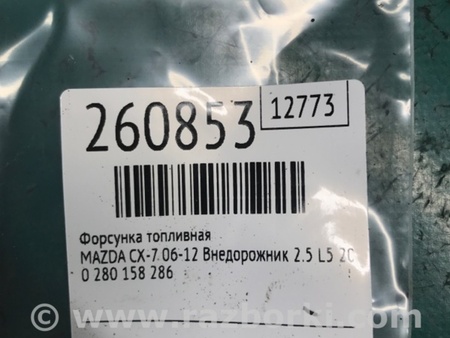 260853 12773
Форсунка топливная
MAZDA CX-7 06-12 Внедорожник 2.5 L5 20
0 280 158 286
© www.razborki.com